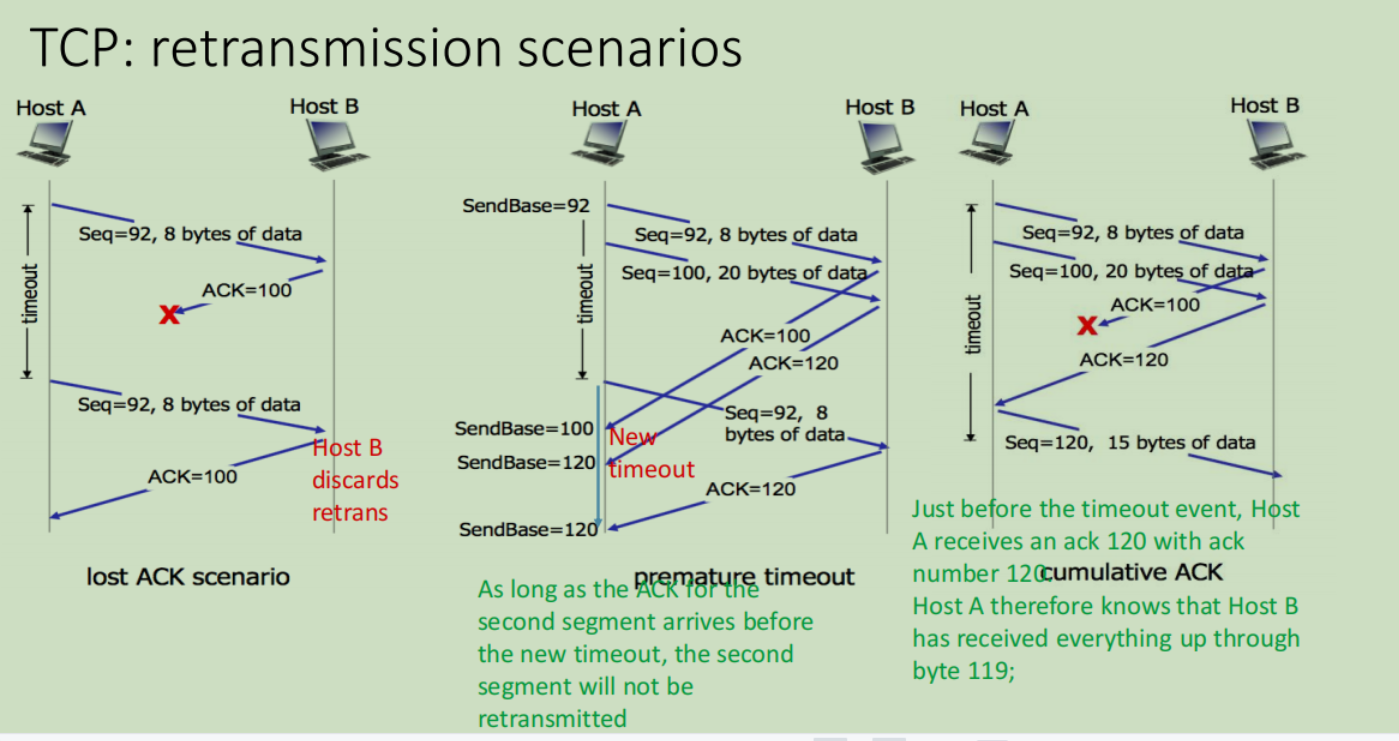 TCP: retransmission scenarios
Host A
Host B
timeout
Seq=92, 8 bytes of data
ACK=100
X
Seq=92, 8 bytes of data
ACK=100
Host B
discards
retrans
lost ACK scenario
Host A
Host B
SendBase=92
timeout
Seq=92, 8 bytes of data
Seq=100, 20 bytes of data
ACK=100
ACK=120
Seq=92, 8
bytes of data
SendBase=100
New
SendBase=120
timeout
ACK=120
SendBase=120
premature timeout
As long as the ACK for the
second segment arrives before
the new timeout, the second
segment will not be
retransmitted
Host A
Host B
timeout
Seq=92, 8 bytes of data
Seq=100, 20 bytes of data
ACK=100
X
ACK=120
Seq=120, 15 bytes of data
Just before the timeout event, Host
A receives an ack 120 with ack
number 120.
cumulative ACK
Host A therefore knows that Host B
has received everything up through
byte 119;